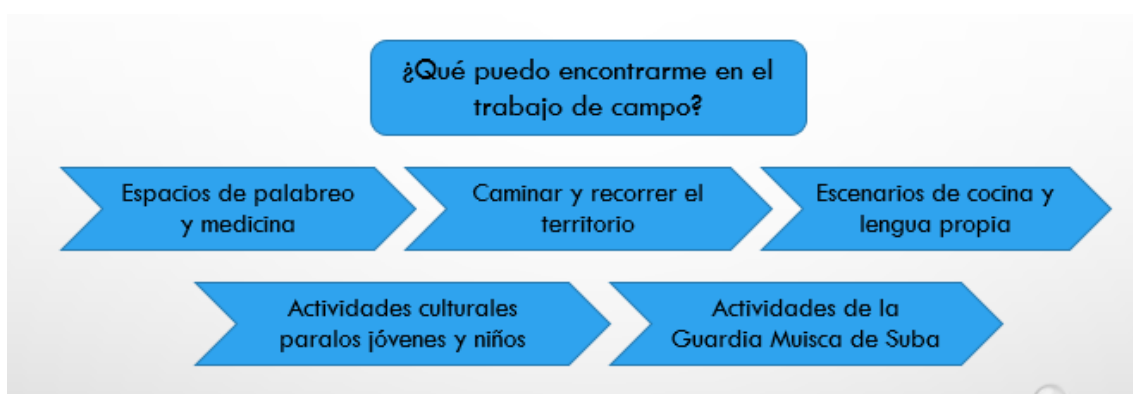 ¿Qué puedo encontrarme en el
trabajo de campo?
Espacios de palabreo
y medicina
Caminar y recorrer el
territorio
Escenarios de cocina y
lengua propia
Actividades culturales
paralos jóvenes y niños
Actividades de la
Guardia Muisca de Suba